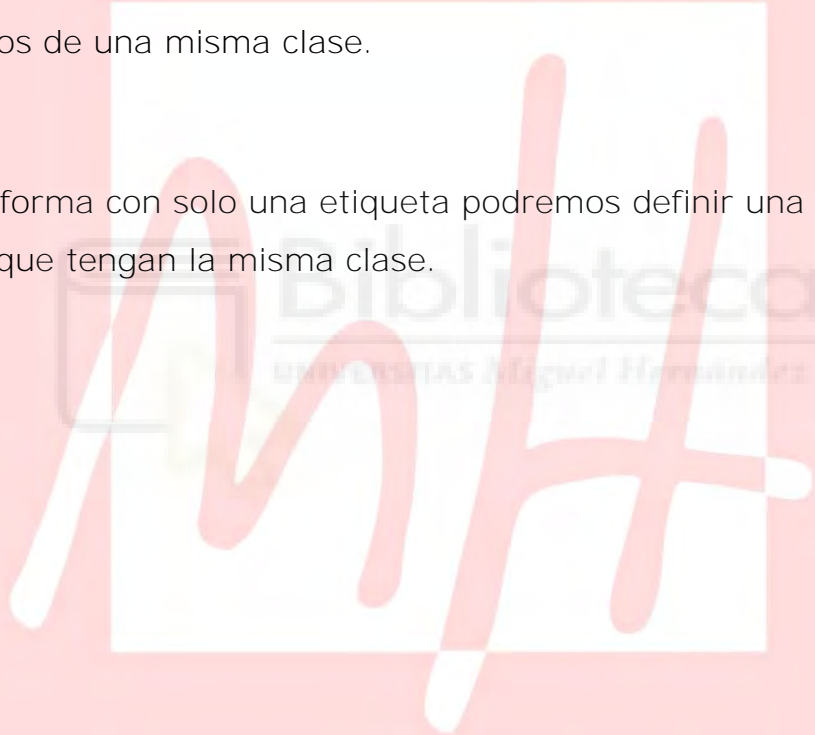 os de una misma clase.
forma con solo una etiqueta podremos definir una
que tengan la misma clase.
Biblioteca
UNIVERSITAS Miguel Hernández